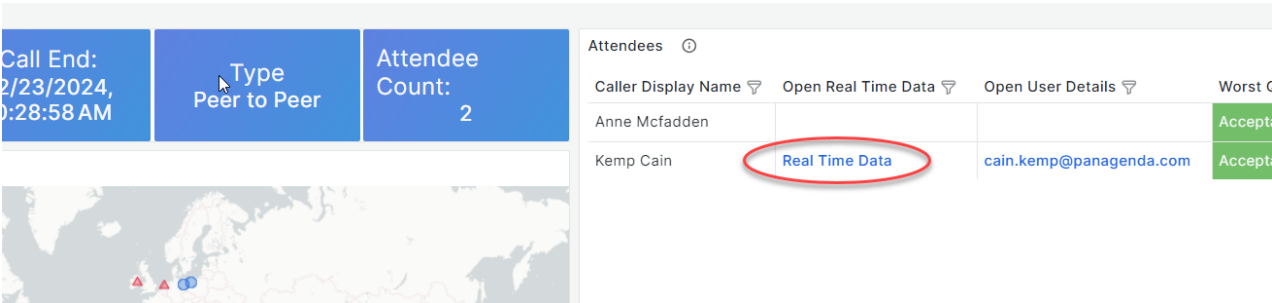 Call End:
2/23/2024,
0:28:58 AM
Type
Peer to Peer
Attendee
Count:
2
Attendees
Caller Display Name
Open Real Time Data
Open User Details
Worst
Anne Mcfadden
Accepta
Kemp Cain
Real Time Data
cain.kemp@panagenda.com
Accepta